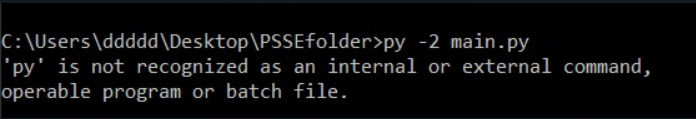 C:\Users\ddddd\Desktop\PSSEfolder>py -2 main.py
'py' is not recognized as an internal or external command,
operable program or batch file.